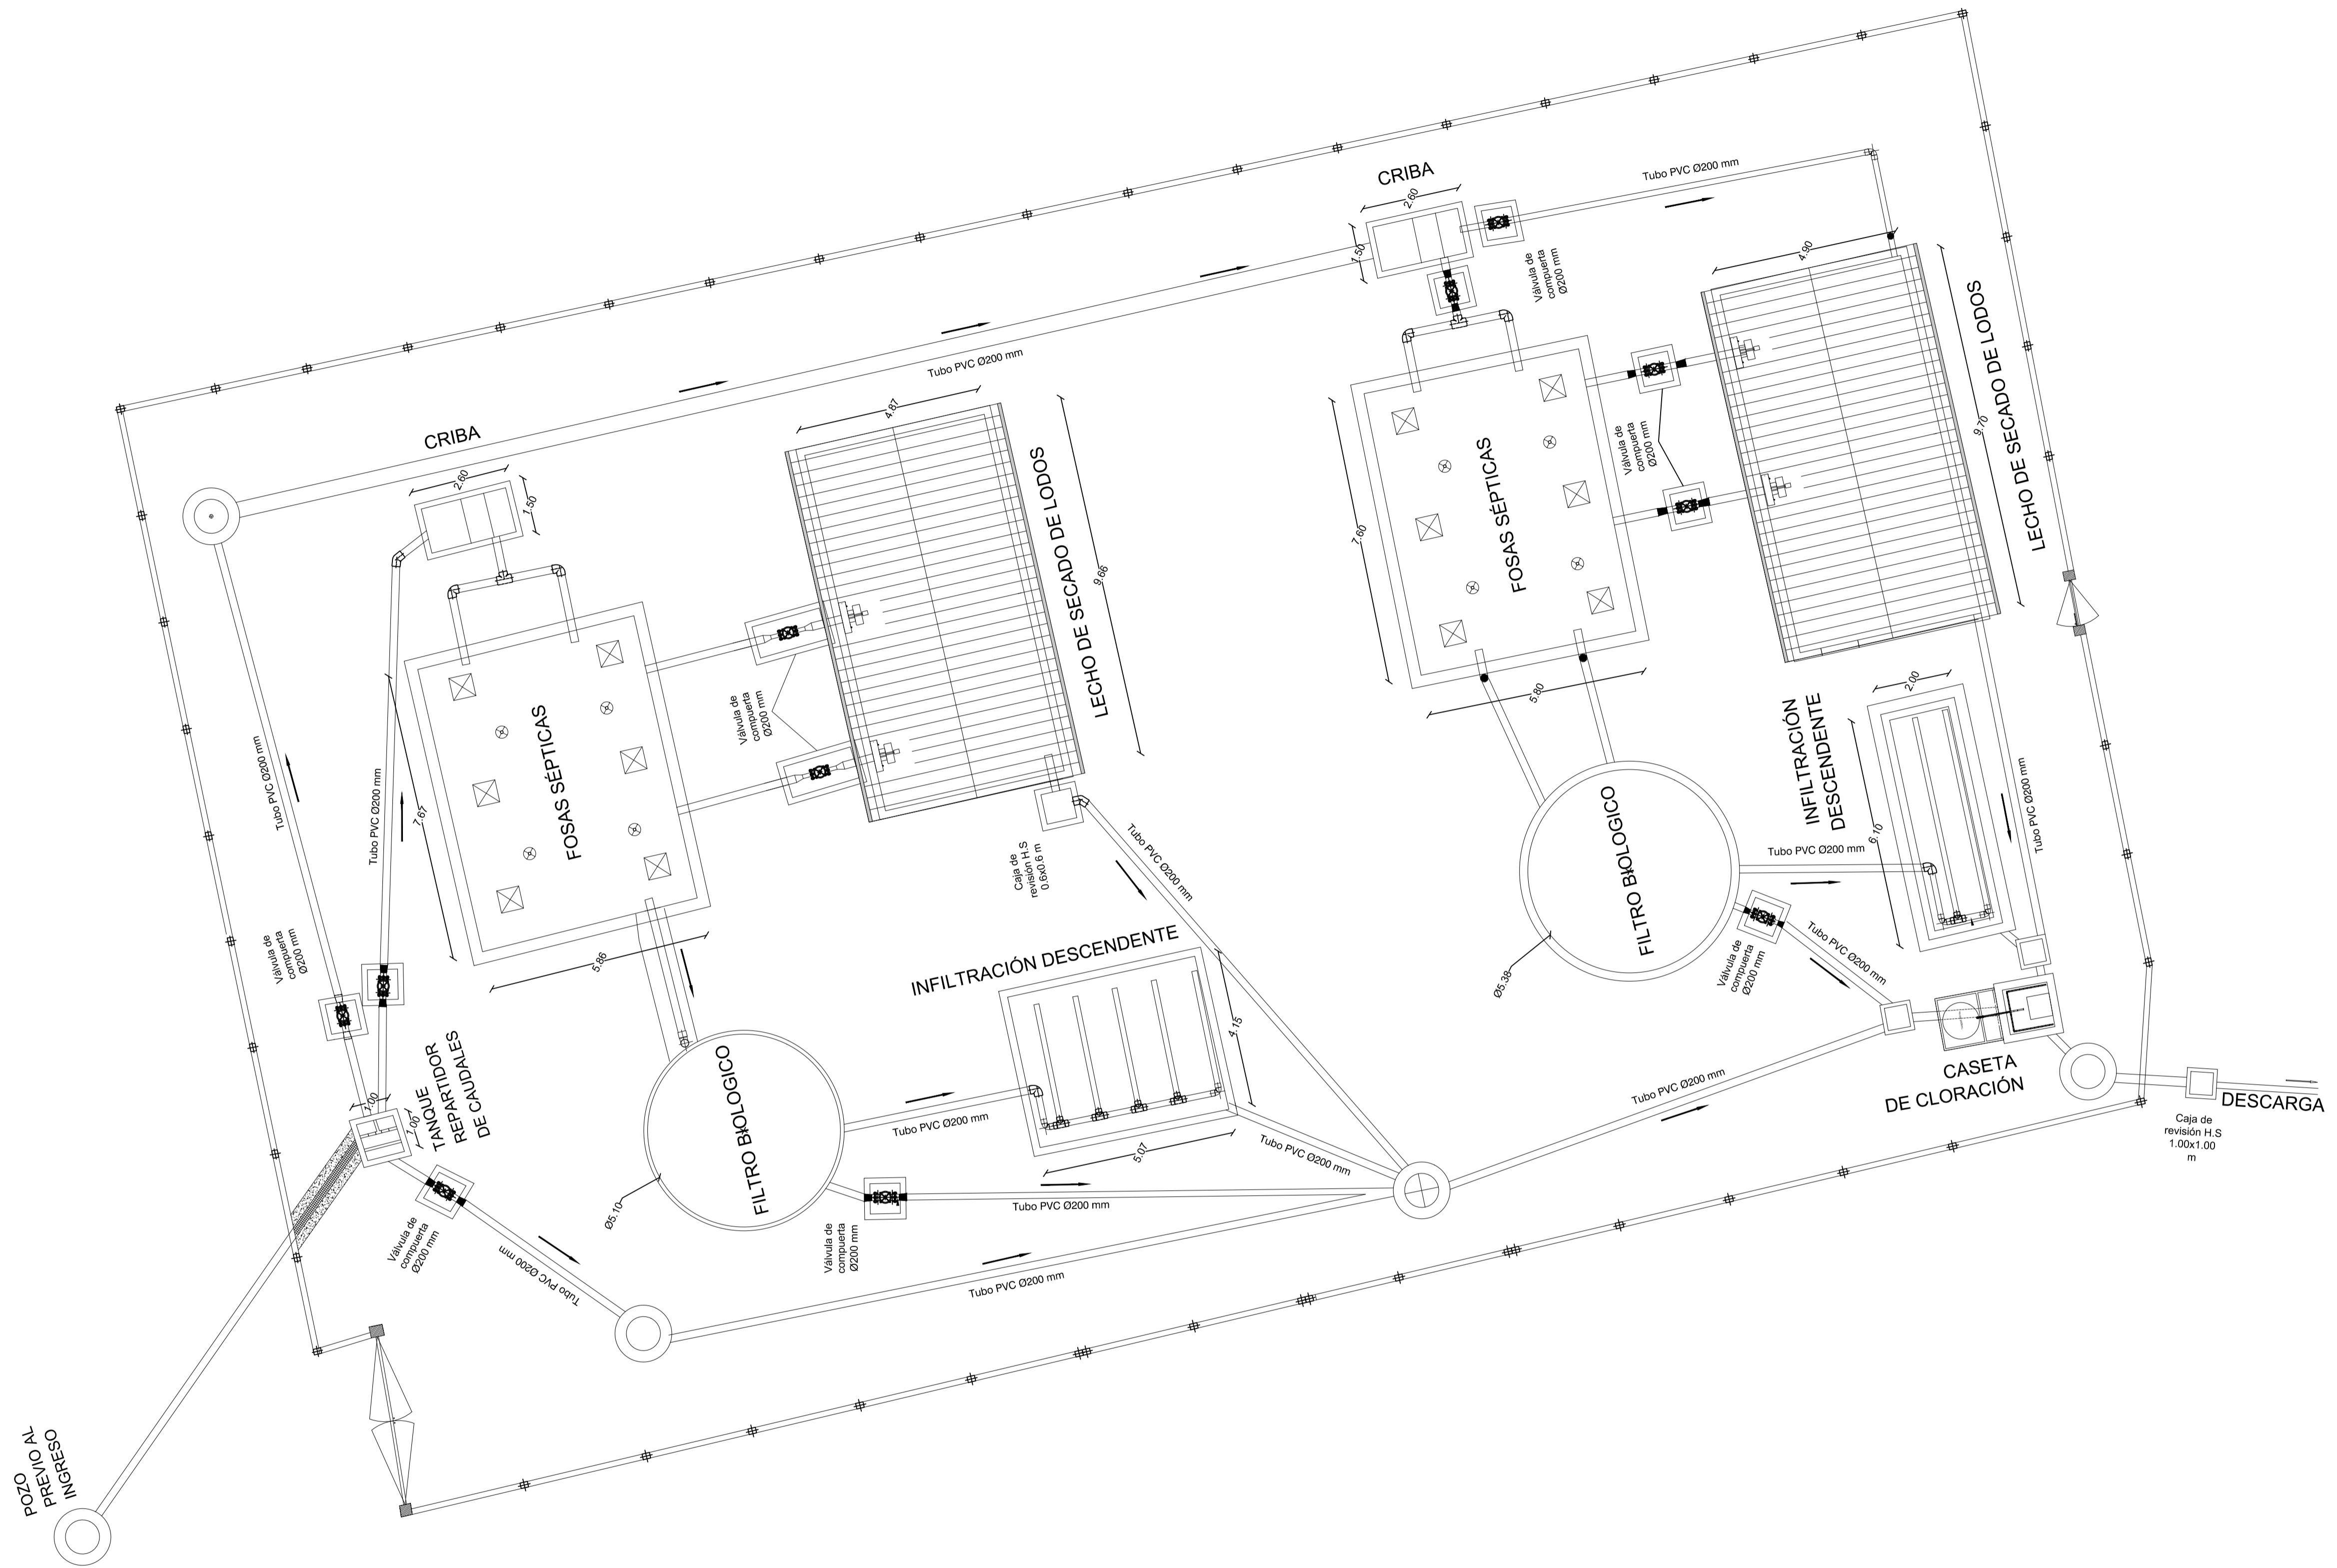 CRIBA
2.60
1.50
Tubo PVC Ø200 mm
Válvula de
compuerta
Ø200 mm
4.90
LECHO DE SECADO DE LODOS
9.70
Tubo PVC Ø200 mm
CRIBA
2.60
1.50
4.87
LECHO DE SECADO DE LODOS
9.66
FOSAS SÉPTICAS
7.60
5.80
Válvula de
compuerta
Ø200 mm
Tubo PVC Ø200 mm
Tubo PVC Ø200 mm
7.67
FOSAS SÉPTICAS
5.86
Válvula de
compuerta
Ø200 mm
Caja de
revisión H.S
0.6x0.6 m
Tubo PVC Ø200 mm
INFILTRACIÓN
DESCENDENTE
2.00
6.10
Tubo PVC Ø200 mm
FILTRO BIOLOGICO
Ø5.38
Tubo PVC Ø200 mm
Válvula de
compuerta
Ø200 mm
Tubo PVC Ø200 mm
Válvula de
compuerta
Ø200 mm
TANQUE
REPARTIDOR
DE CAUDALES
1.00
1.00
INFILTRACIÓN DESCENDENTE
4.15
5.07
FILTRO BIOLOGICO
Ø5.10
Tubo PVC Ø200 mm
Tubo PVC Ø200 mm
Tubo PVC Ø200 mm
Válvula de
compuerta
Ø200 mm
Válvula de
compuerta
Ø200 mm
Tubo PVC Ø200 mm
Tubo PVC Ø200 mm
Tubo PVC Ø200 mm
CASETA
DE CLORACIÓN
DESCARGA
Caja de
revisión H.S
1.00x1.00
m
POZO
PREVIO AL
INGRESO